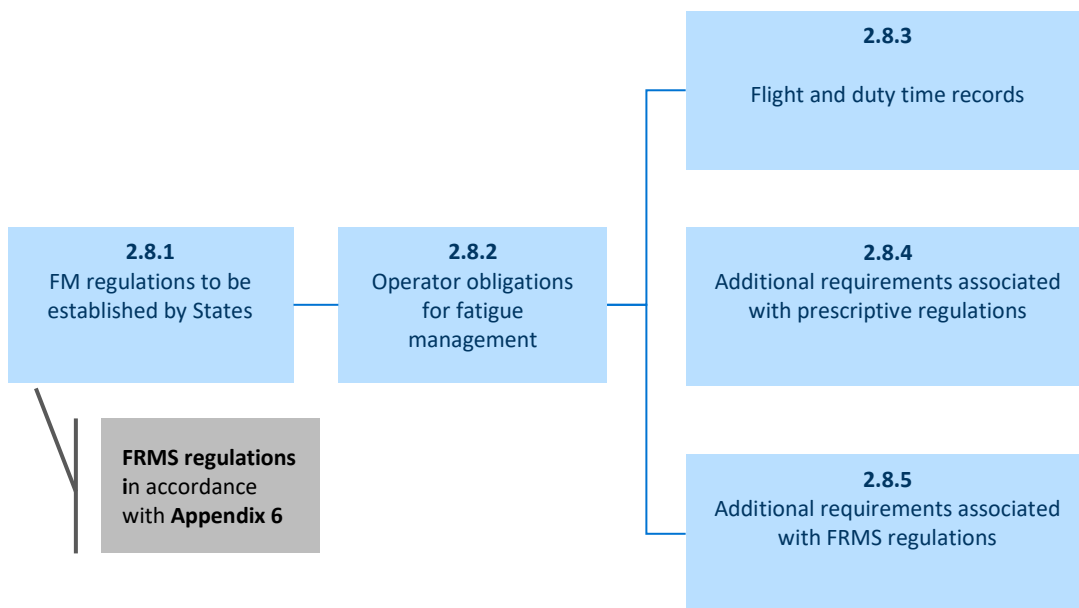 2.8.3
Flight and duty time records
2.8.1
FM regulations to be
established by States
2.8.2
Operator obligations
for fatigue
management
2.8.4
Additional requirements associated
with prescriptive regulations
FRMS regulations
in accordance
with Appendix 6
2.8.5
Additional requirements associated
with FRMS regulations